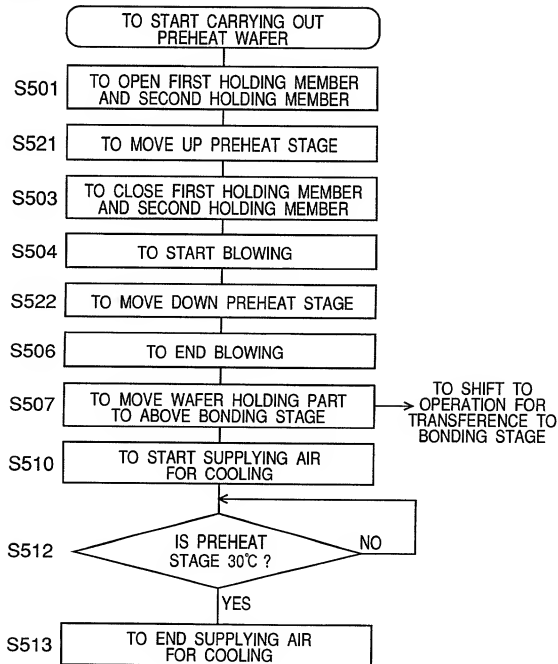 TO START CARRYING OUT
PREHEAT WAFER
S501
TO OPEN FIRST HOLDING MEMBER
AND SECOND HOLDING MEMBER
S521
TO MOVE UP PREHEAT STAGE
S503
TO CLOSE FIRST HOLDING MEMBER
AND SECOND HOLDING MEMBER
S504
TO START BLOWING
S522
TO MOVE DOWN PREHEAT STAGE
S506
TO END BLOWING
S507
TO MOVE WAFER HOLDING PART
TO ABOVE BONDING STAGE
TO SHIFT TO
OPERATION FOR
TRANSFERENCE TO
BONDING STAGE
S510
TO START SUPPLYING AIR
FOR COOLING
S512
IS PREHEAT
STAGE 30℃ ?
NO
YES
S513
TO END SUPPLYING AIR
FOR COOLING